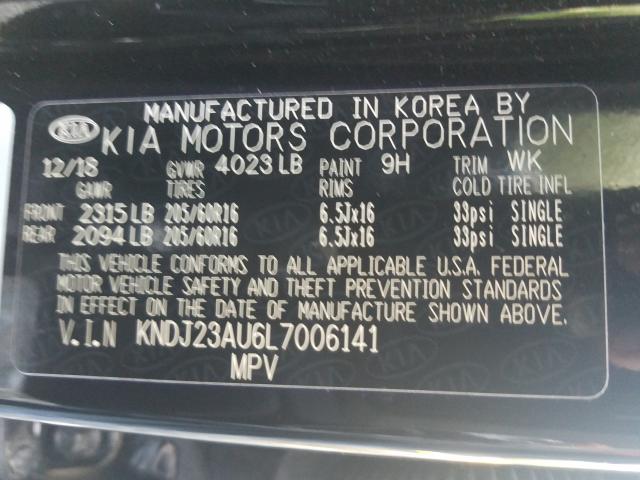 MANUFACTURED IN KOREA BY
KIA KIA MOTORS CORPORATION
12/18 GVWR 4023 LB PAINT 9H TRIM WK
GAWR TIRES RIMS COLD TIRE INFL
FRONT 2315 LB 205/60R16 6.5Jx16 33psi SINGLE
REAR 2094 LB 205/60R16 6.5Jx16 33psi SINGLE
THIS VEHICLE CONFORMS TO ALL APPLICABLE U.S.A. FEDERAL
MOTOR VEHICLE SAFETY AND THEFT PREVENTION STANDARDS
IN EFFECT ON THE DATE OF MANUFACTURE SHOWN ABOVE.
V.I.N KNDJ23AU6L7006141
MPV